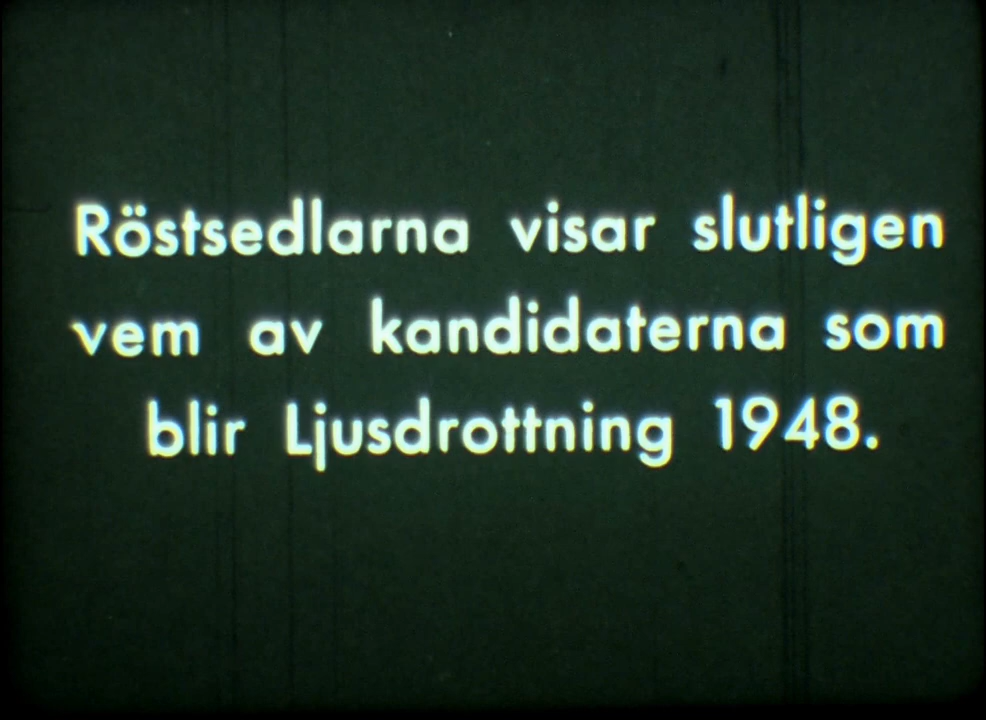 Röstsedlarna visar slutligen
vem av kandidaterna som
blir Ljusdrottning 1948.